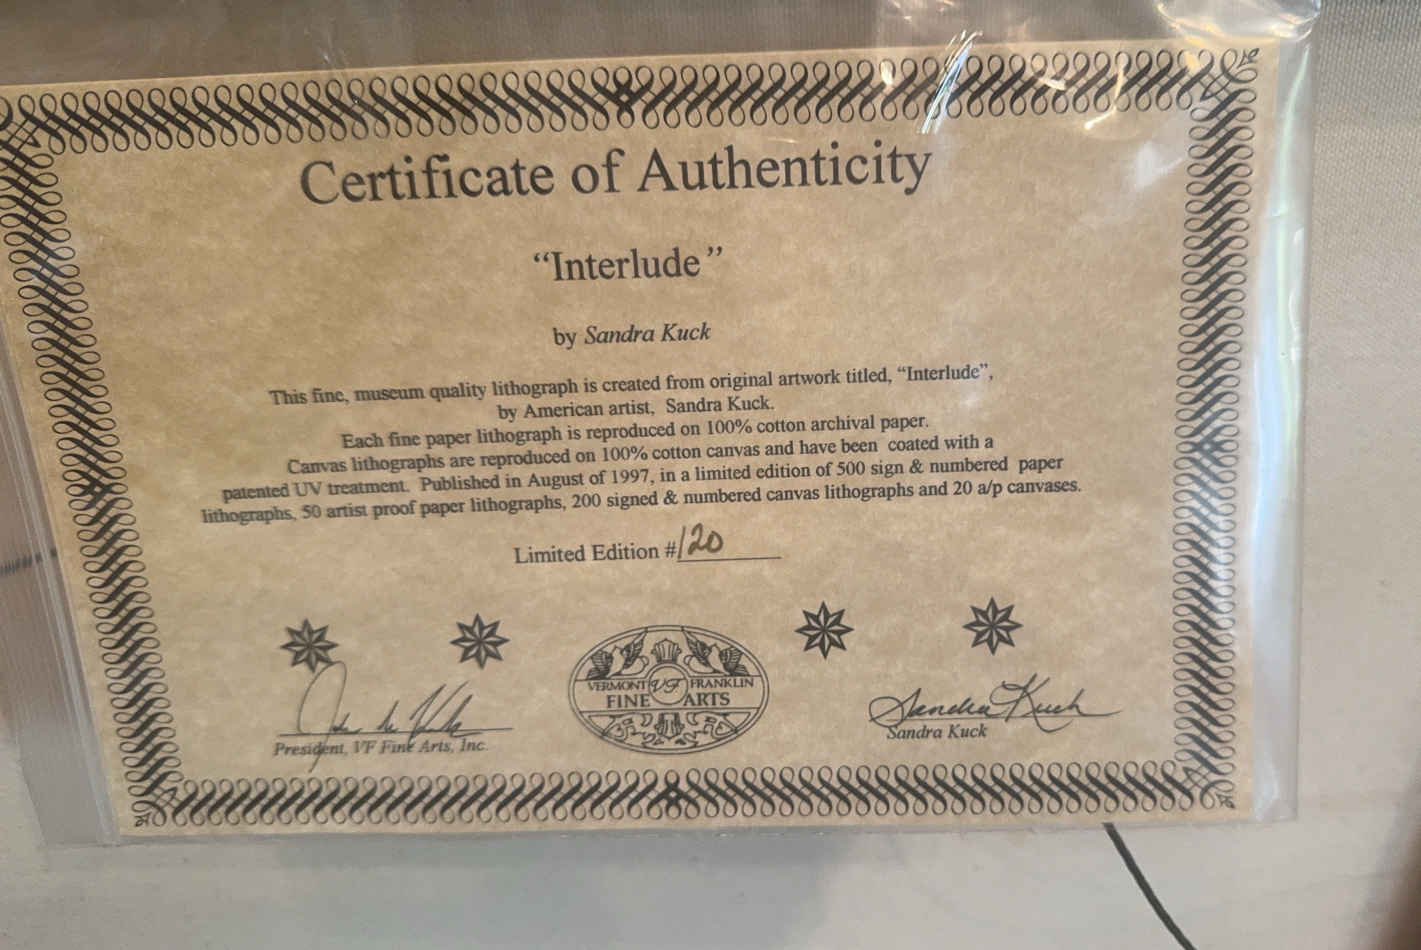 Certificate of Authenticity
“Interlude”
by Sandra Kuck
This fine, museum quality lithograph is created from original artwork titled, “Interlude”,
by American artist, Sandra Kuck.
Each fine paper lithograph is reproduced on 100% cotton archival paper.
Canvas lithographs are reproduced on 100% cotton canvas and have been coated with a
patented UV treatment. Published in August of 1997, in a limited edition of 500 sign & numbered paper
lithographs, 50 artist proof paper lithographs, 200 signed & numbered canvas lithographs and 20 a/p canvases.
Limited Edition #120
VERMONT VF FRANKLIN
FINE ARTS
Sandra Kuck
President, VF Fine Arts, Inc.
Sandra Kuck